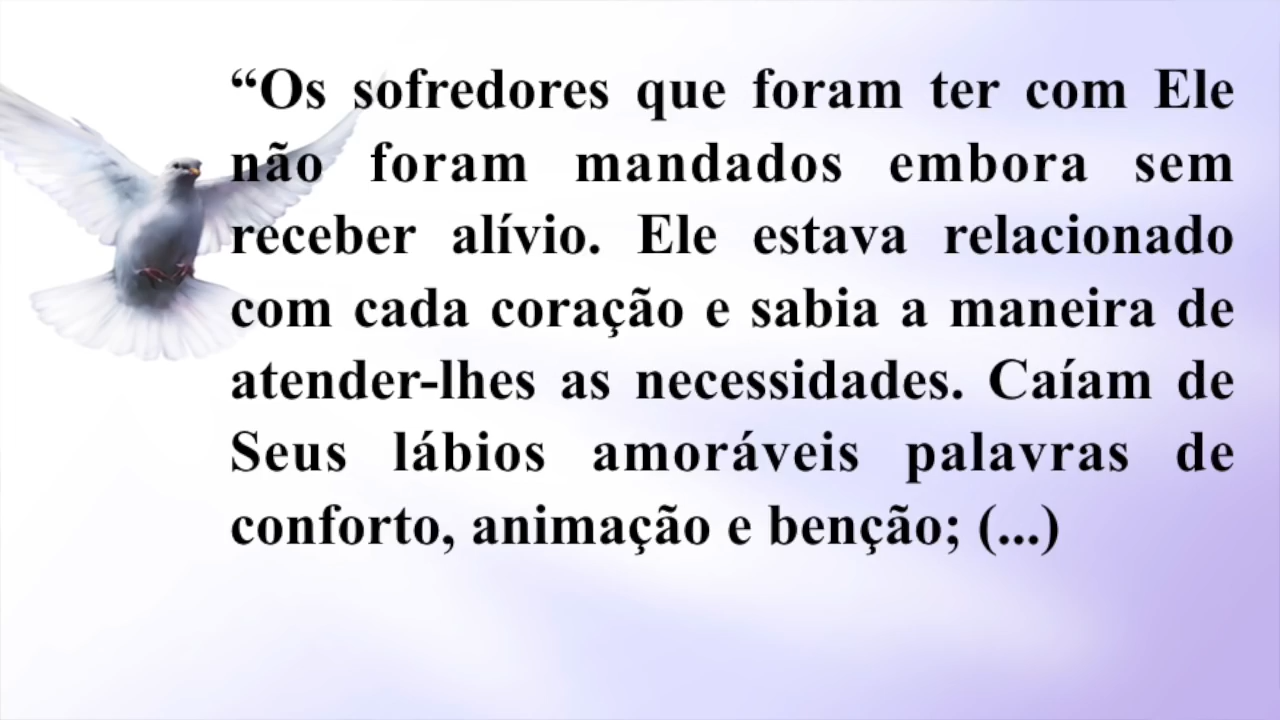 “Os sofredores que foram ter com Ele
não foram mandados embora sem
receber alívio. Ele estava relacionado
com cada coração e sabia a maneira de
atender-lhes as necessidades. Caíam de
Seus lábios amoráveis palavras de
conforto, animação e benção; (...)